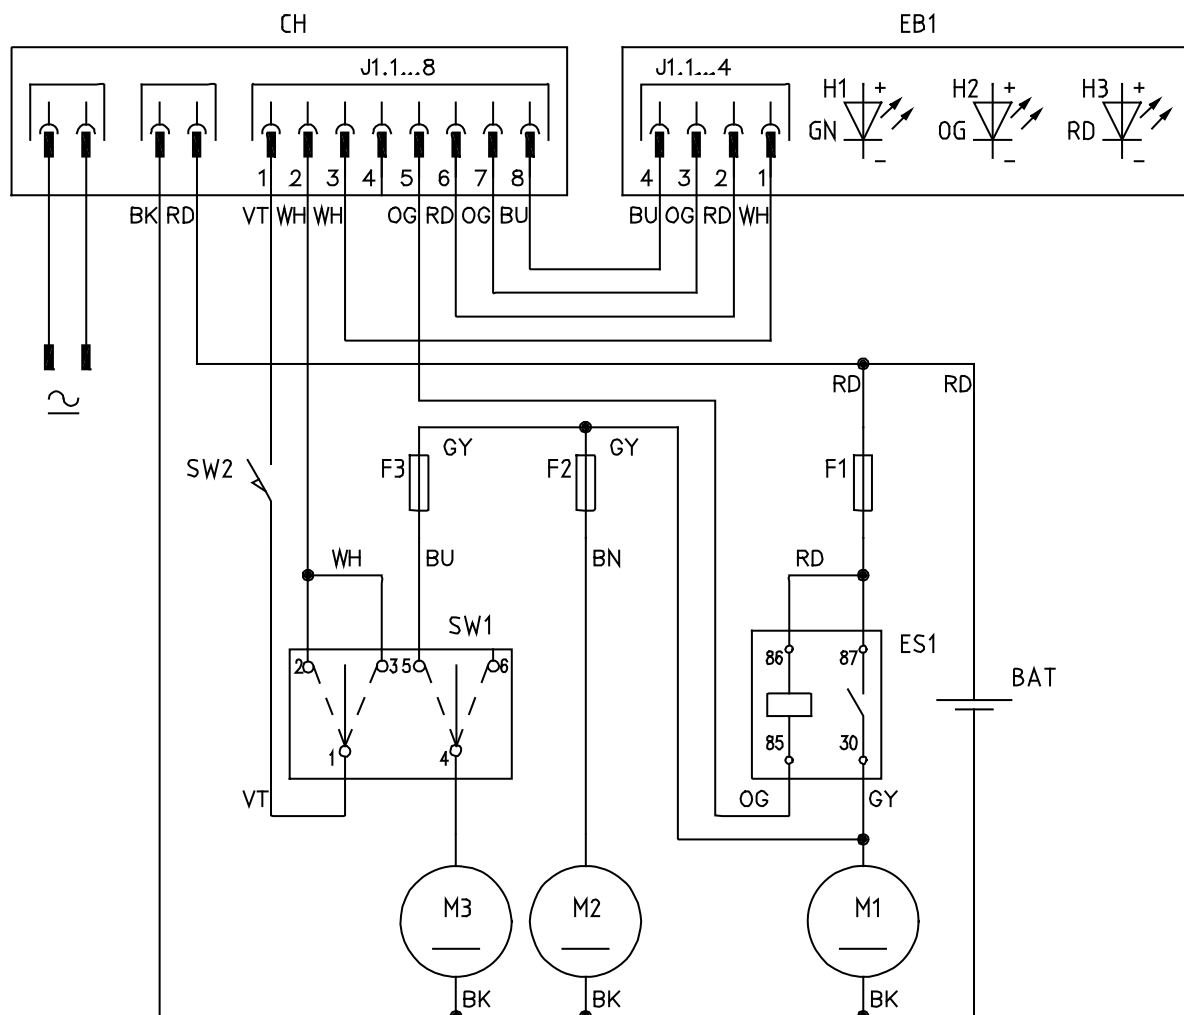 CH EB1
J1.1...8 J1.1...4
H1 + H2 + H3 +
GN OG RD
- - -
1 2 3 4 5 6 7 8 4 3 2 1
BK RD VT WH WH OG RD OG BU BU OG RD WH
RD RD
GY GY
SW2 F3 F2 F1
WH BU BN RD
SW1 ES1
2 3 5 6 86 87
BAT
1 4 85 30
VT OG GY
M3 M2 M1
BK BK BK